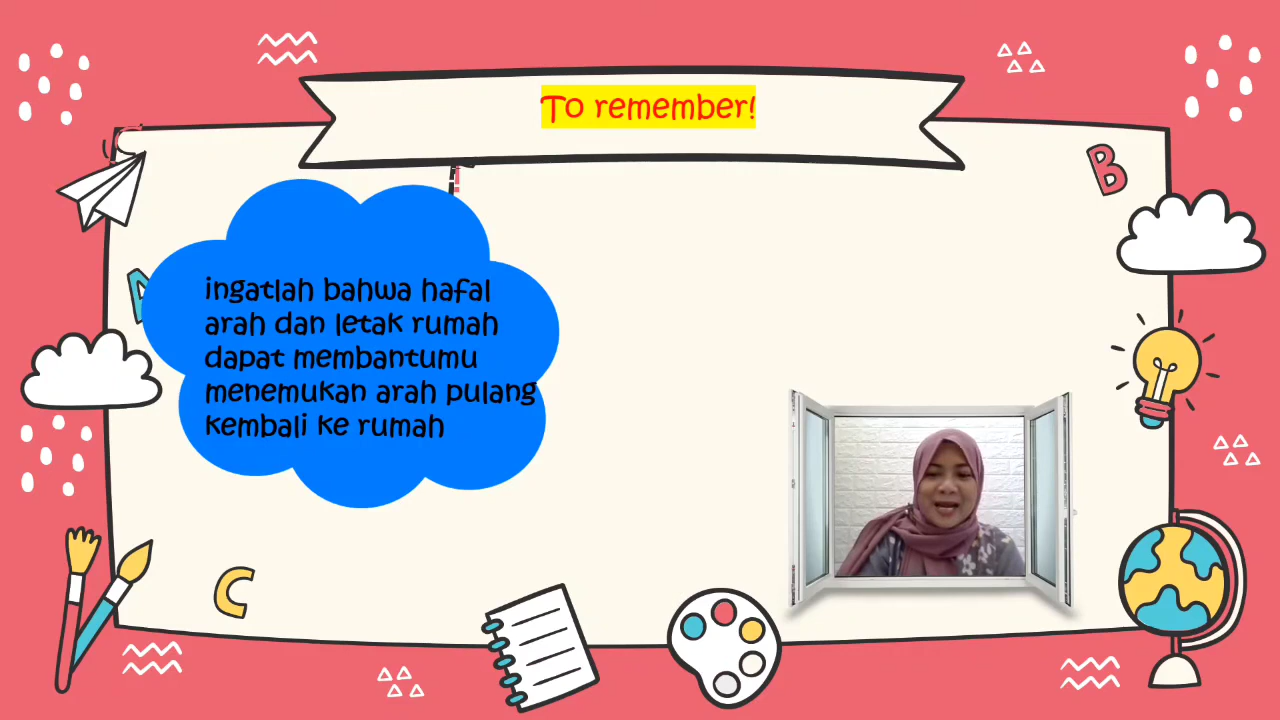 To remember!
B
A
ingatlah bahwa hafal
arah dan letak rumah
dapat membantumu
menemukan arah pulang
kembali ke rumah
C